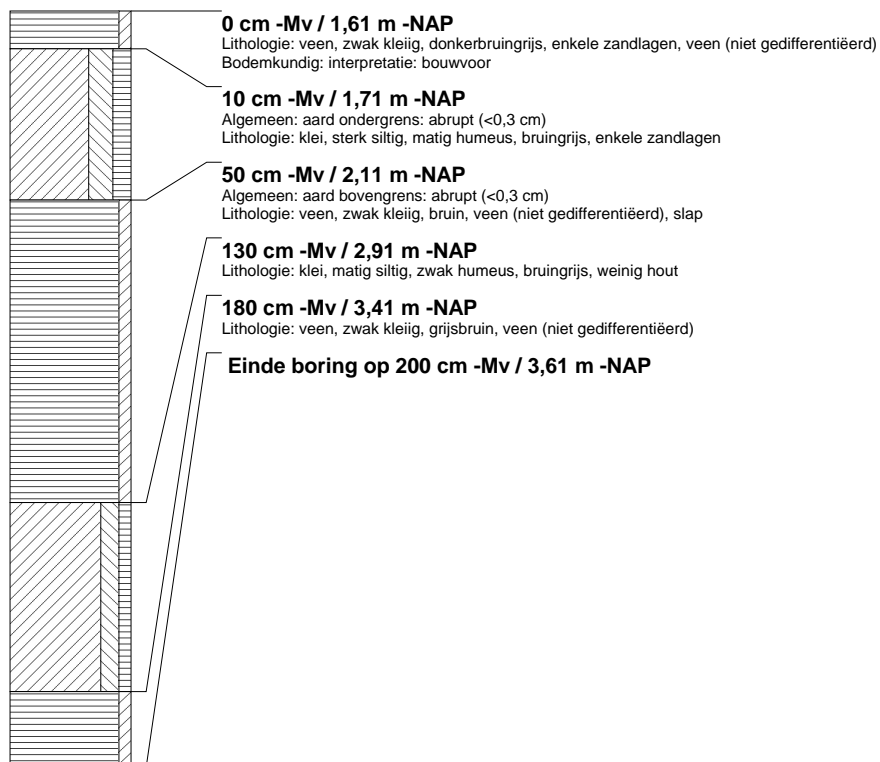 0 cm -Mv / 1,61 m -NAP
Lithologie: veen, zwak kleiig, donkerbruingrijs, enkele zandlagen, veen (niet gedifferentiëerd)
Bodemkundig: interpretatie: bouwvoor
10 cm -Mv / 1,71 m -NAP
Algemeen: aard ondergrens: abrupt (<0,3 cm)
Lithologie: klei, sterk siltig, matig humeus, bruingrijs, enkele zandlagen
50 cm -Mv / 2,11 m -NAP
Algemeen: aard bovengrens: abrupt (<0,3 cm)
Lithologie: veen, zwak kleiig, bruin, veen (niet gedifferentiëerd), slap
130 cm -Mv / 2,91 m -NAP
Lithologie: klei, matig siltig, zwak humeus, bruingrijs, weinig hout
180 cm -Mv / 3,41 m -NAP
Lithologie: veen, zwak kleiig, grijsbruin, veen (niet gedifferentiëerd)
Einde boring op 200 cm -Mv / 3,61 m -NAP